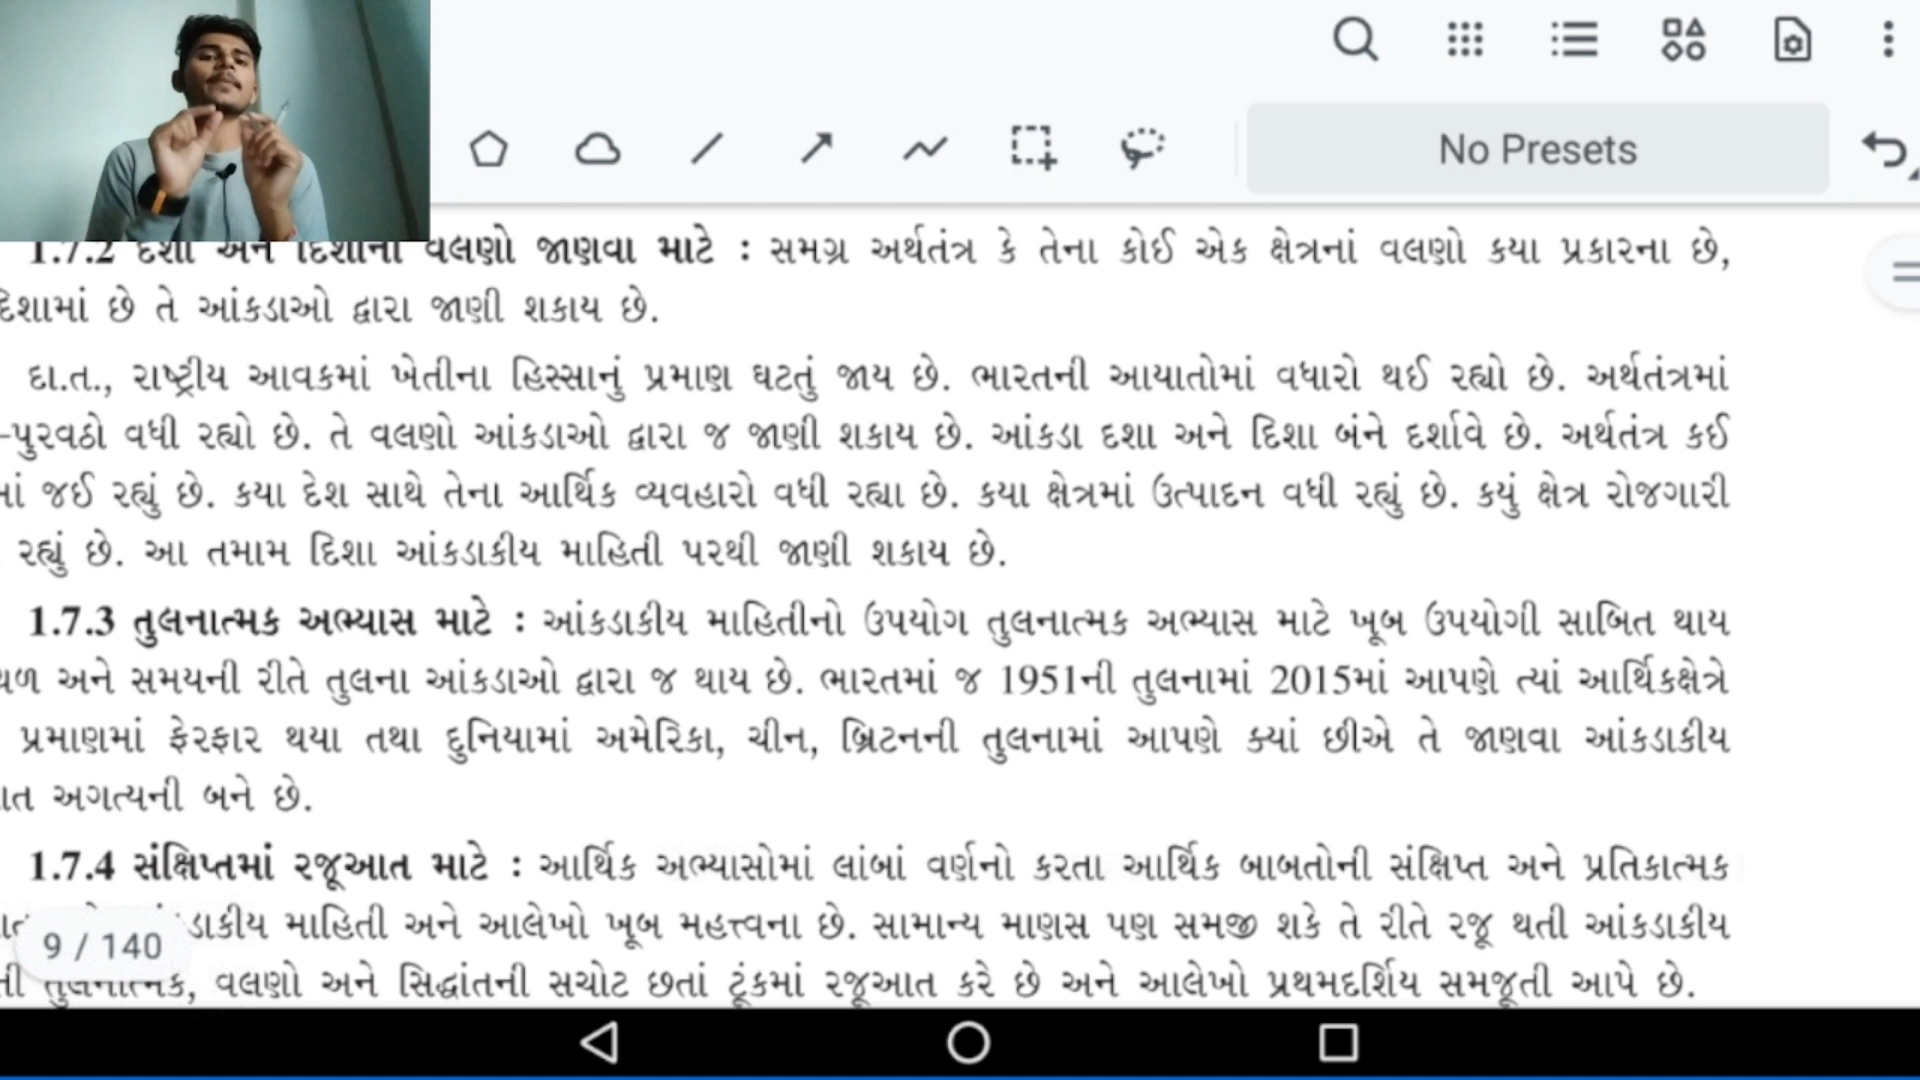 No Presets
1.7.2 દશા અને દિશાના વલણો જાણવા માટે : સમગ્ર અર્થતંત્ર કે તેના કોઈ એક ક્ષેત્રનાં વલણો કયા પ્રકારના છે,
દિશામાં છે તે આંકડાઓ દ્વારા જાણી શકાય છે.
દા.ત., રાષ્ટ્રીય આવકમાં ખેતીના હિસ્સાનું પ્રમાણ ઘટતું જાય છે. ભારતની આયાતોમાં વધારો થઈ રહ્યો છે. અર્થતંત્રમાં
-પુરવઠો વધી રહ્યો છે. તે વલણો આંકડાઓ દ્વારા જ જાણી શકાય છે. આંકડા દશા અને દિશા બંને દર્શાવે છે. અર્થતંત્ર કઈ
જઈ રહ્યું છે. કયા દેશ સાથે તેના આર્થિક વ્યવહારો વધી રહ્યા છે. કયા ક્ષેત્રમાં ઉત્પાદન વધી રહ્યું છે. કયું ક્ષેત્ર રોજગારી
રહ્યું છે. આ તમામ દિશા આંકડાકીય માહિતી પરથી જાણી શકાય છે.
1.7.3 તુલનાત્મક અભ્યાસ માટે : આંકડાકીય માહિતીનો ઉપયોગ તુલનાત્મક અભ્યાસ માટે ખૂબ ઉપયોગી સાબિત થાય
અને સમયની રીતે તુલના આંકડાઓ દ્વારા જ થાય છે. ભારતમાં જ 1951ની તુલનામાં 2015માં આપણે ત્યાં આર્થિકક્ષેત્રે
પ્રમાણમાં ફેરફાર થયા તથા દુનિયામાં અમેરિકા, ચીન, બ્રિટનની તુલનામાં આપણે ક્યાં છીએ તે જાણવા આંકડાકીય
અગત્યની બને છે.
1.7.4 સંક્ષિપ્તમાં રજૂઆત માટે : આર્થિક અભ્યાસોમાં લાંબાં વર્ણનો કરતા આર્થિક બાબતોની સંક્ષિપ્ત અને પ્રતિકાત્મક
માહિતી અને આલેખો ખૂબ મહત્ત્વના છે. સામાન્ય માણસ પણ સમજી શકે તે રીતે રજૂ થતી આંકડાકીય
9 / 140
તુલનાત્મક, વલણો અને સિદ્ધાંતની સચોટ છતાં ટૂંકમાં રજૂઆત કરે છે અને આલેખો પ્રથમદર્શિય સમજૂતી આપે છે.